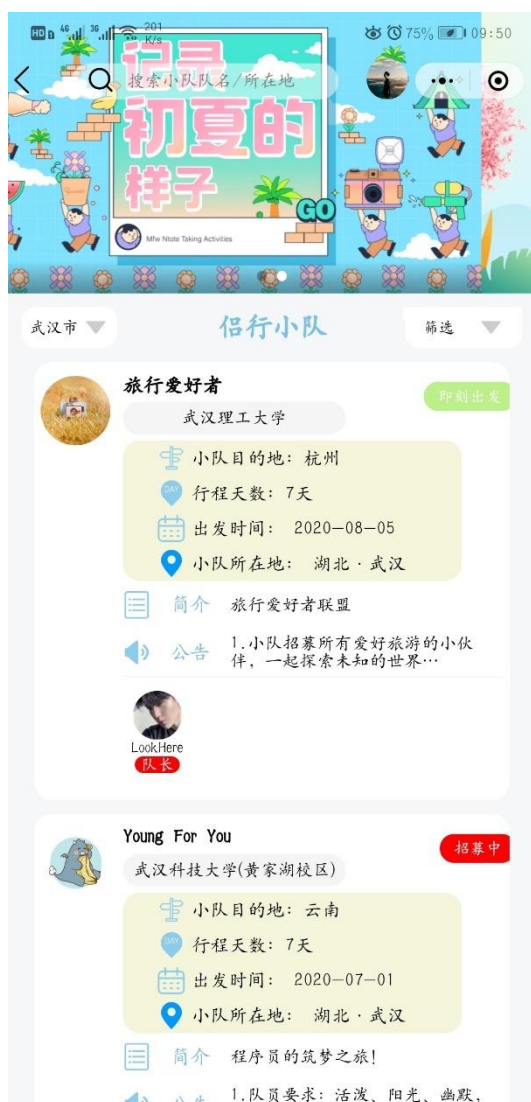 HD 4G 3G 201 K/s 75% 09:50
搜索小队队名/所在地
记录
初夏的
样子
GO
Mfw Ntote Taking Activities
武汉市
侣行小队
筛选
旅行爱好者
即刻出发
武汉理工大学
小队目的地: 杭州
DAY 行程天数: 7天
出发时间: 2020-08-05
小队所在地: 湖北·武汉
简介 旅行爱好者联盟
公告 1.小队招募所有爱好旅游的小伙
伴, 一起探索未知的世界…
LookHere
队长
Young For You
招募中
武汉科技大学(黄家湖校区)
小队目的地: 云南
DAY 行程天数: 7天
出发时间: 2020-07-01
小队所在地: 湖北·武汉
简介 程序员的筑梦之旅!
公告 1.队员要求: 活泼、阳光、幽默,